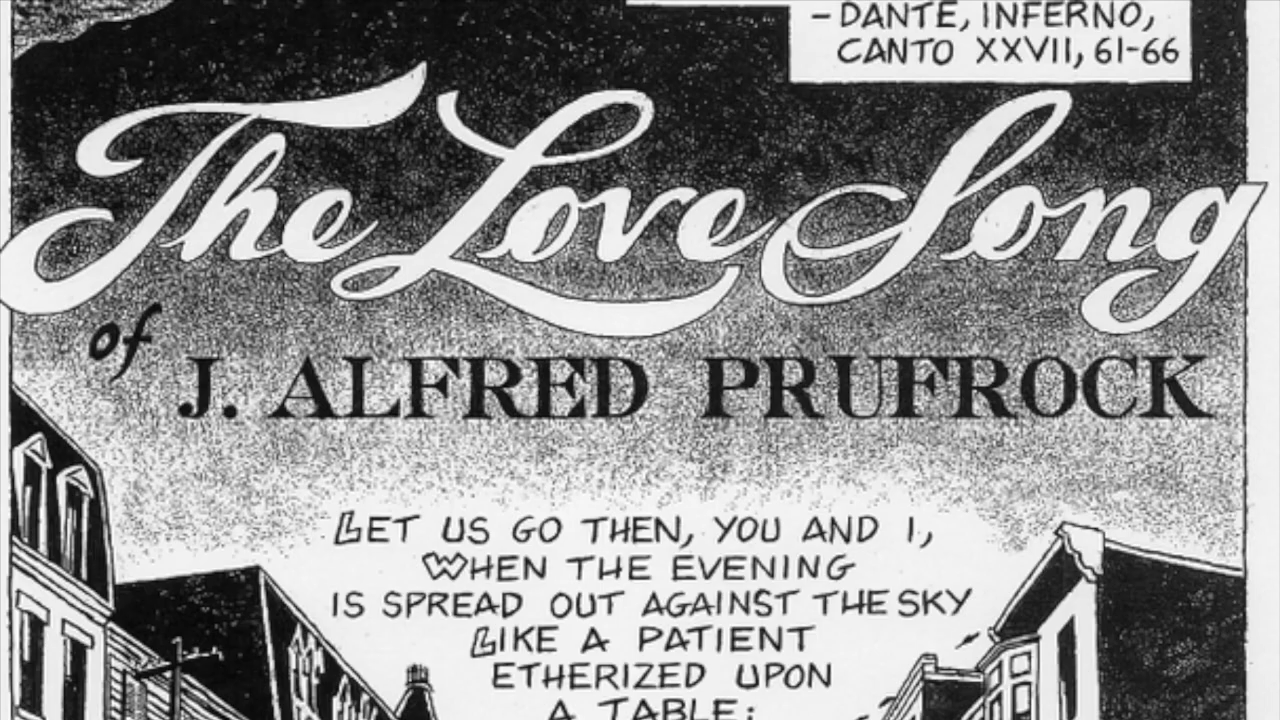 -DANTE, INFERNO,
CANTO XXVII, 61-66
The Love Song
of
J. ALFRED PRUFROCK
LET US GO THEN, YOU AND I,
WHEN THE EVENING
IS SPREAD OUT AGAINST THE SKY
LIKE A PATIENT
ETHERIZED UPON
A TABLE;